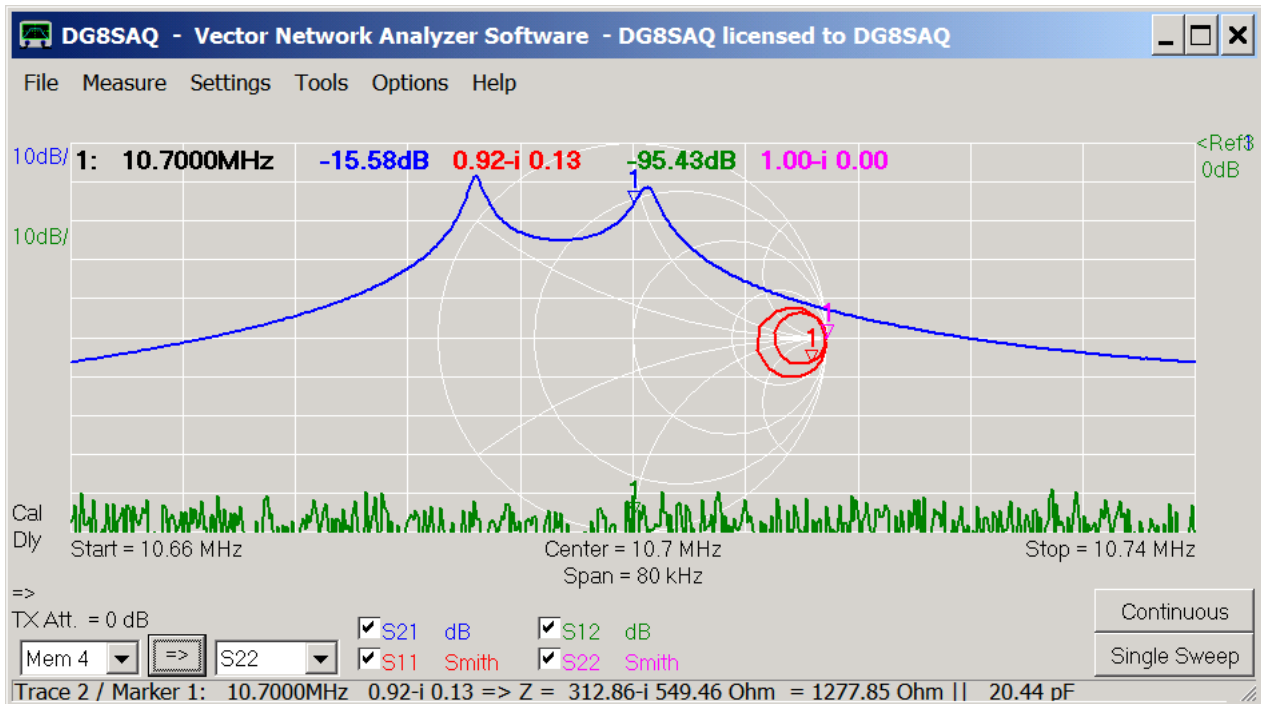 DG8SAQ - Vector Network Analyzer Software - DG8SAQ licensed to DG8SAQ
File Measure Settings Tools Options Help
10dB/ 1: 10.7000MHz -15.58dB 0.92-i 0.13 -95.43dB 1.00-i 0.00
0dB
10dB/
1
1
1
1
Cal
Dly
Start = 10.66 MHz Center = 10.7 MHz Stop = 10.74 MHz
Span = 80 kHz
=>
TX Att. = 0 dB
S21 dB S12 dB
Continuous
Mem 4 => S22
S11 Smith S22 Smith
Single Sweep
Trace 2 / Marker 1: 10.7000MHz 0.92-i 0.13 => Z = 312.86-i 549.46 Ohm = 1277.85 Ohm || 20.44 pF